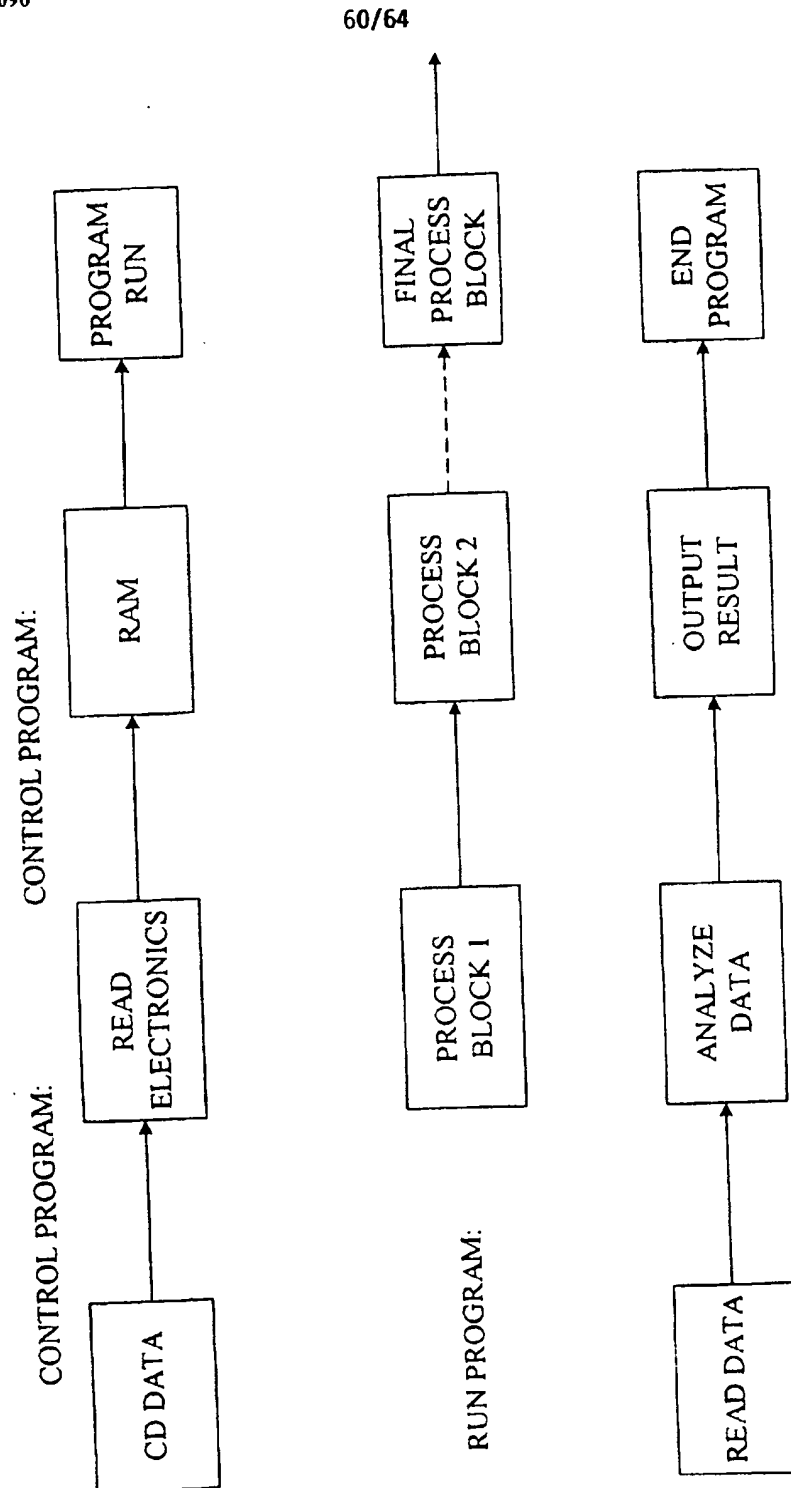 60/64
CONTROL PROGRAM:
CONTROL PROGRAM:
CD DATA
READ
ELECTRONICS
RAM
PROGRAM
RUN
RUN PROGRAM:
PROCESS
BLOCK 1
PROCESS
BLOCK 2
FINAL
PROCESS
BLOCK
READ DATA
ANALYZE
DATA
OUTPUT
RESULT
END
PROGRAM